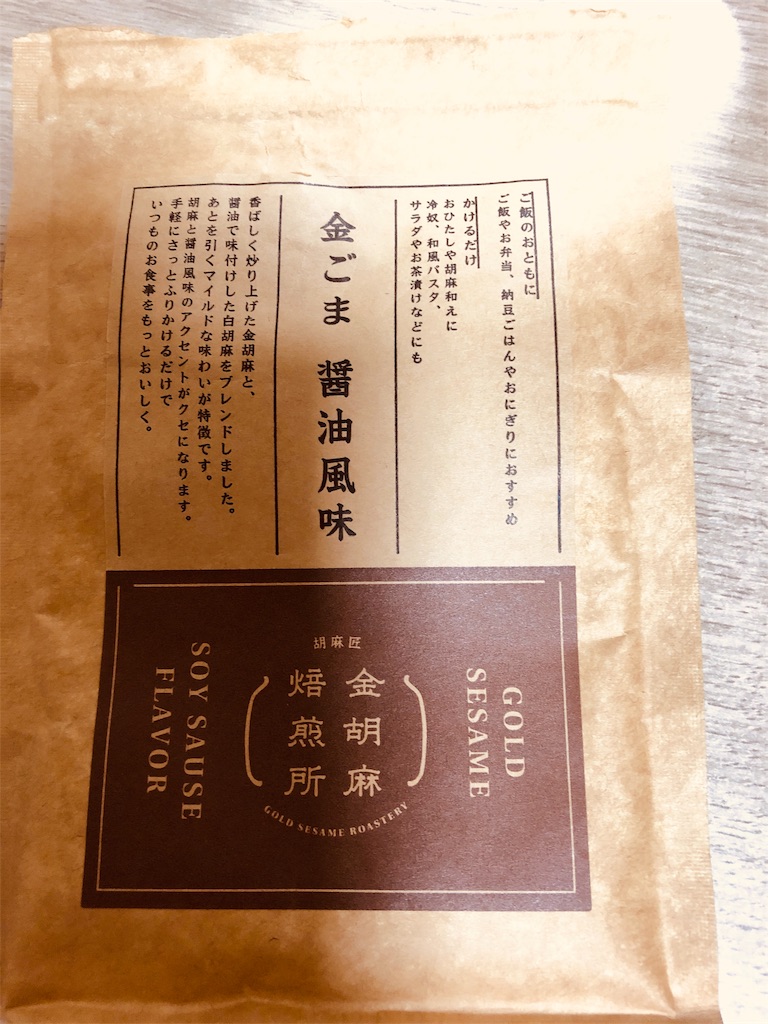 ご飯のおともに
ご飯やお弁当、納豆ごはんやおにぎりにおすすめ
かけるだけ
おひたしや胡麻和えに
冷奴、和風パスタ、
サラダやお茶漬けなどにも
金ごま 醤油風味
香ばしく炒り上げた金胡麻と、
醤油で味付けした白胡麻をブレンドしました。
あとを引くマイルドな味わいが特徴です。
胡麻と醤油風味のアクセントがクセになります。
手軽にさっとふりかけるだけで
いつものお食事をもっとおいしく。
GOLD
SESAME
胡麻匠
金胡麻
焙煎所
GOLD SESAME ROASTERY
SOY SAUSE
FLAVOR